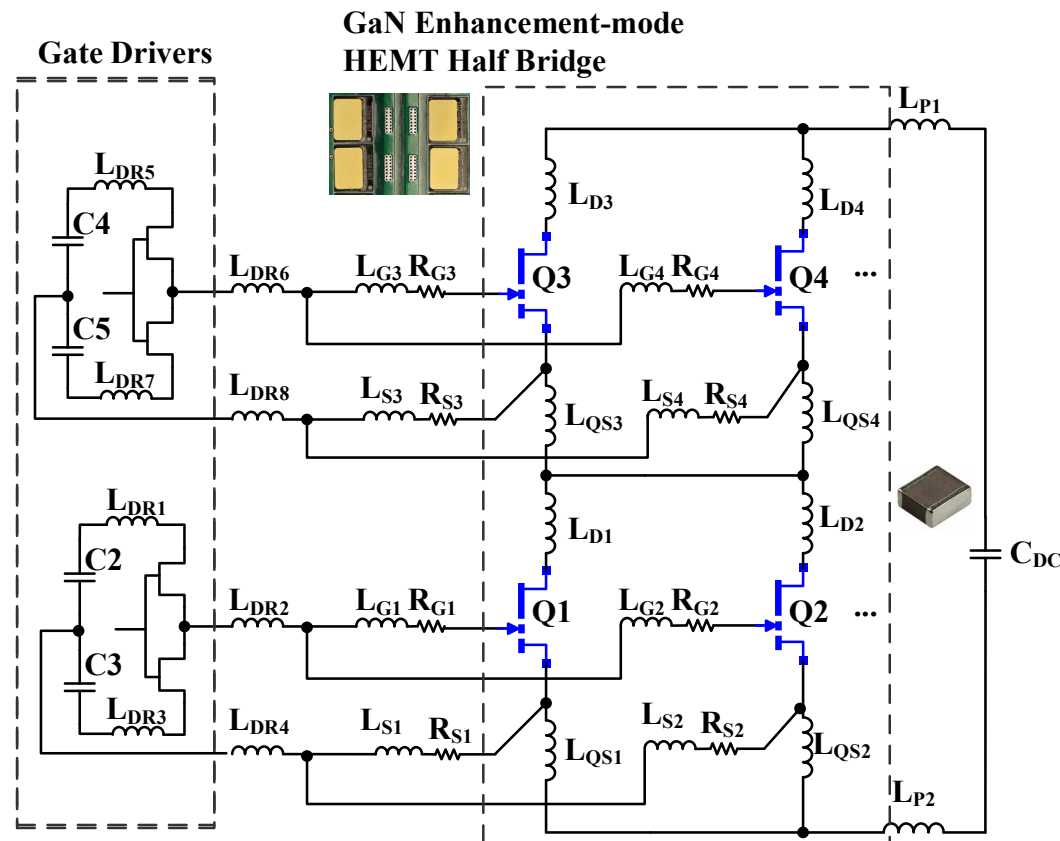 GaN Enhancement-mode
HEMT Half Bridge
Gate Drivers
LP1
LDR5
C4
LD3
LD4
LDR6
LG3
RG3
Q3
LG4
RG4
Q4
...
C5
LDR7
LDR8
LS3
RS3
LQS3
LS4
RS4
LQS4
LDR1
LD1
LD2
C2
CDC
LDR2
LG1
RG1
Q1
LG2
RG2
Q2
...
C3
LDR3
LDR4
LS1
RS1
LQS1
LS2
RS2
LQS2
LP2